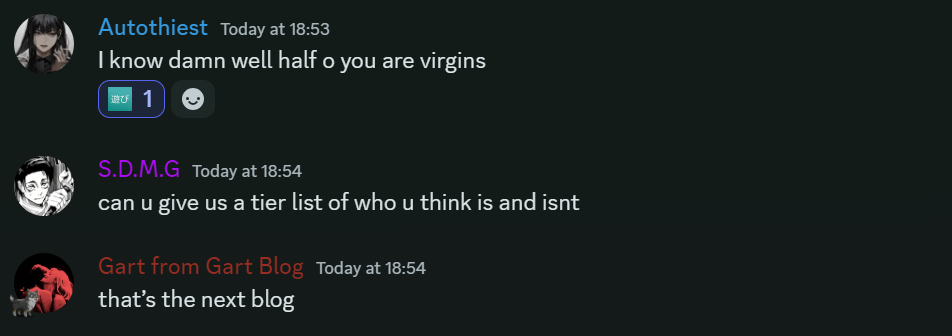 Autothiest Today at 18:53
I know damn well half o you are virgins
遊び 1
S.D.M.G Today at 18:54
can u give us a tier list of who u think is and isnt
Gart from Gart Blog Today at 18:54
that's the next blog